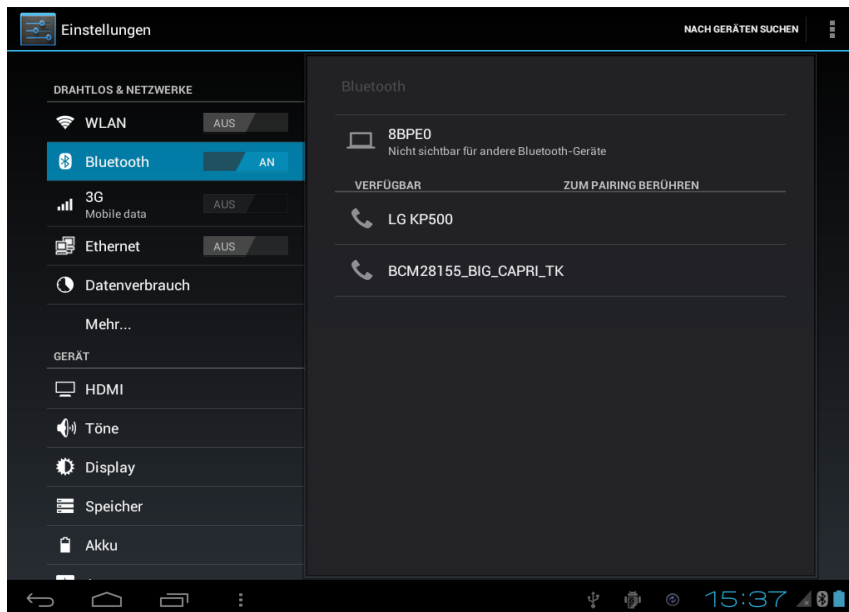 Einstellungen
NACH GERÄTEN SUCHEN
DRAHTLOS & NETZWERKE
WLAN
AUS
Bluetooth
AN
3G
Mobile data
AUS
Ethernet
AUS
Datenverbrauch
Mehr...
GERÄT
HDMI
Töne
Display
Speicher
Akku
Bluetooth
8BPE0
Nicht sichtbar für andere Bluetooth-Geräte
VERFÜGBAR
ZUM PAIRING BERÜHREN
LG KP500
BCM28155_BIG_CAPRI_TK
15:37